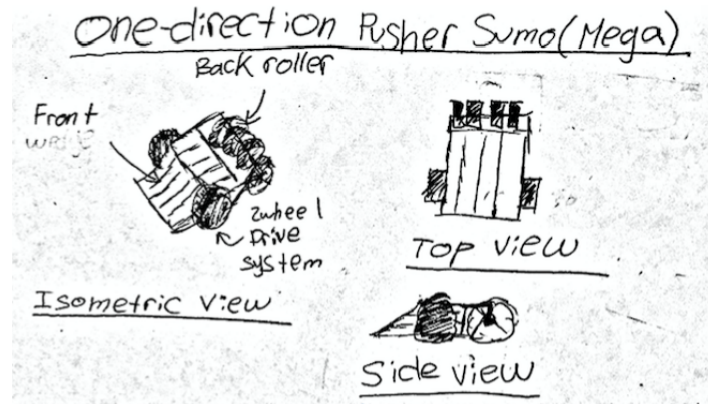 One-direction Pusher Sumo (Mega)
Back roller
Front
2wheel
Drive
system
Isometric View
Top View
Side view